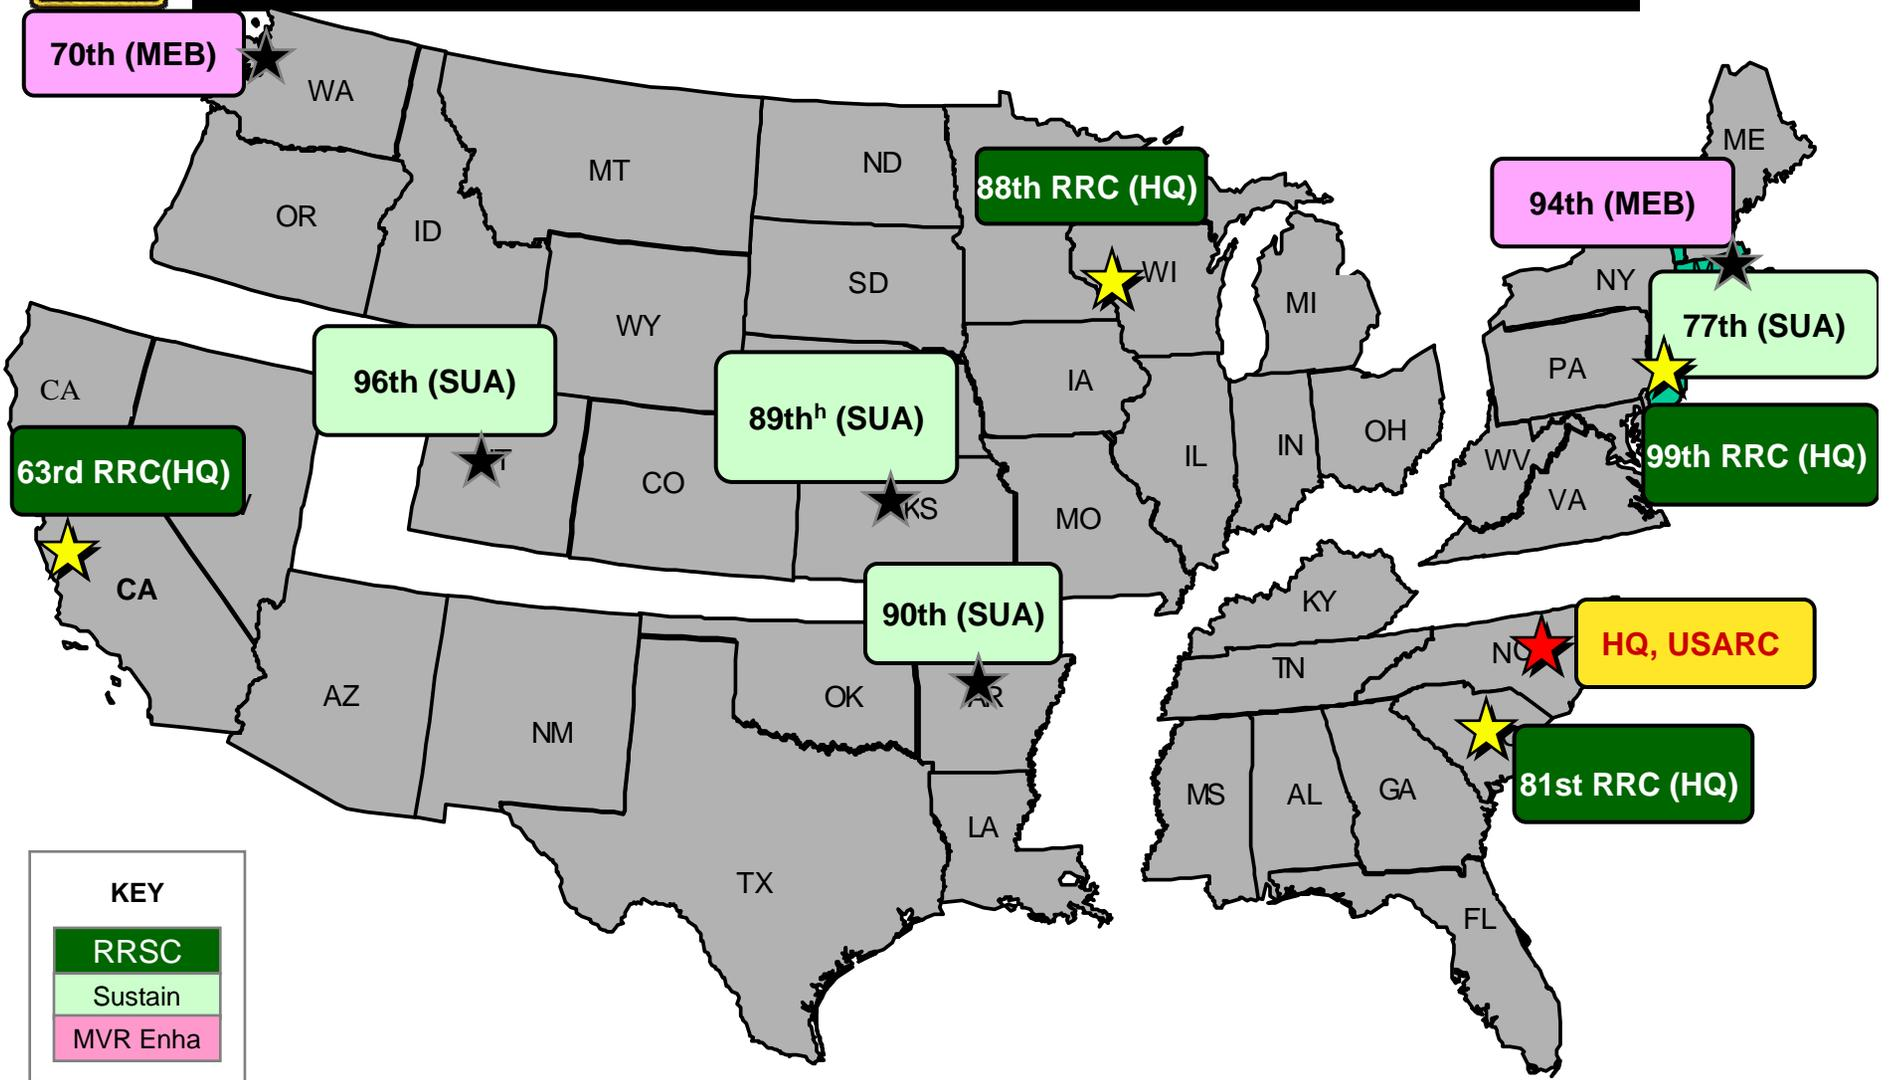 70th (MEB)
WA
ME
MT
ND
88th RRC (HQ)
94th (MEB)
OR
ID
WI
NY
SD
MI
WY
77th (SUA)
CA
96th (SUA)
89thʰ (SUA)
IA
PA
OH
IN
IL
WV
99th RRC (HQ)
63rd RRC(HQ)
CO
KS
MO
VA
CA
90th (SUA)
KY
NC
HQ, USARC
TN
AZ
OK
AR
NM
81st RRC (HQ)
MS
AL
GA
LA
TX
FL
KEY
RRSC
Sustain
MVR Enha